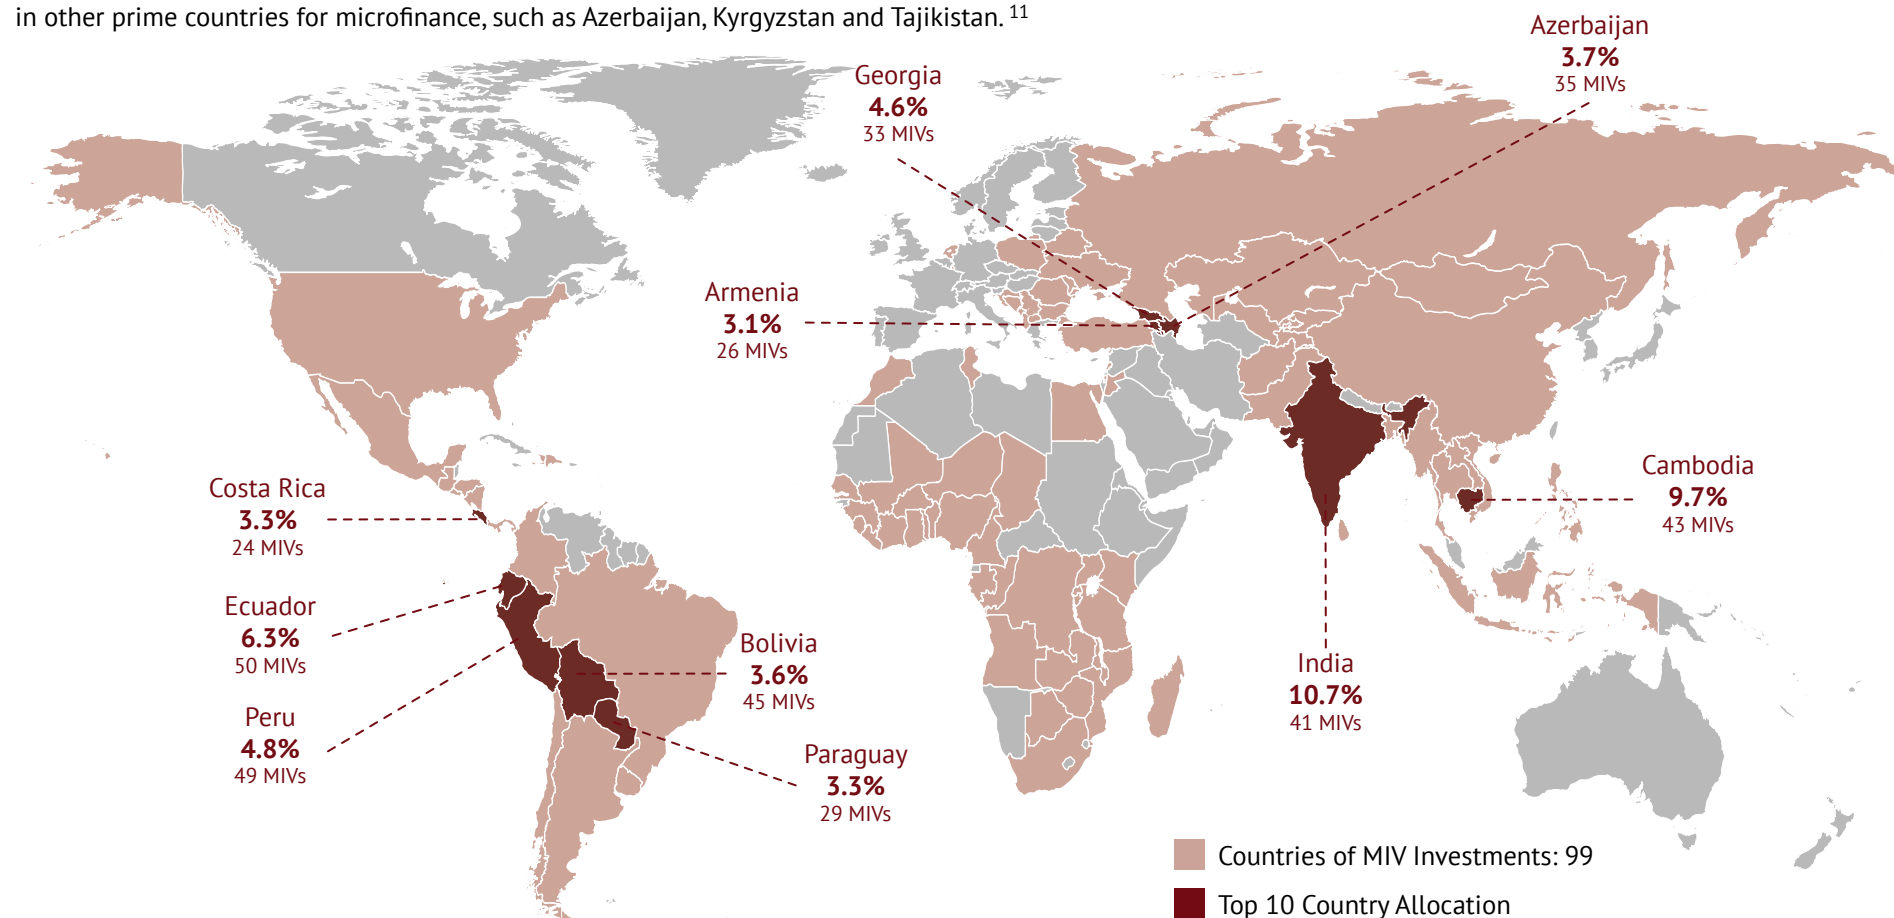 in other prime countries for microfinance, such as Azerbaijan, Kyrgyzstan and Tajikistan. 11
Azerbaijan
3.7%
35 MIVs
Georgia
4.6%
33 MIVs
Armenia
3.1%
26 MIVs
Costa Rica
3.3%
24 MIVs
Cambodia
9.7%
43 MIVs
Ecuador
6.3%
50 MIVs
Bolivia
3.6%
45 MIVs
India
10.7%
41 MIVs
Peru
4.8%
49 MIVs
Paraguay
3.3%
29 MIVs
Countries of MIV Investments: 99
Top 10 Country Allocation